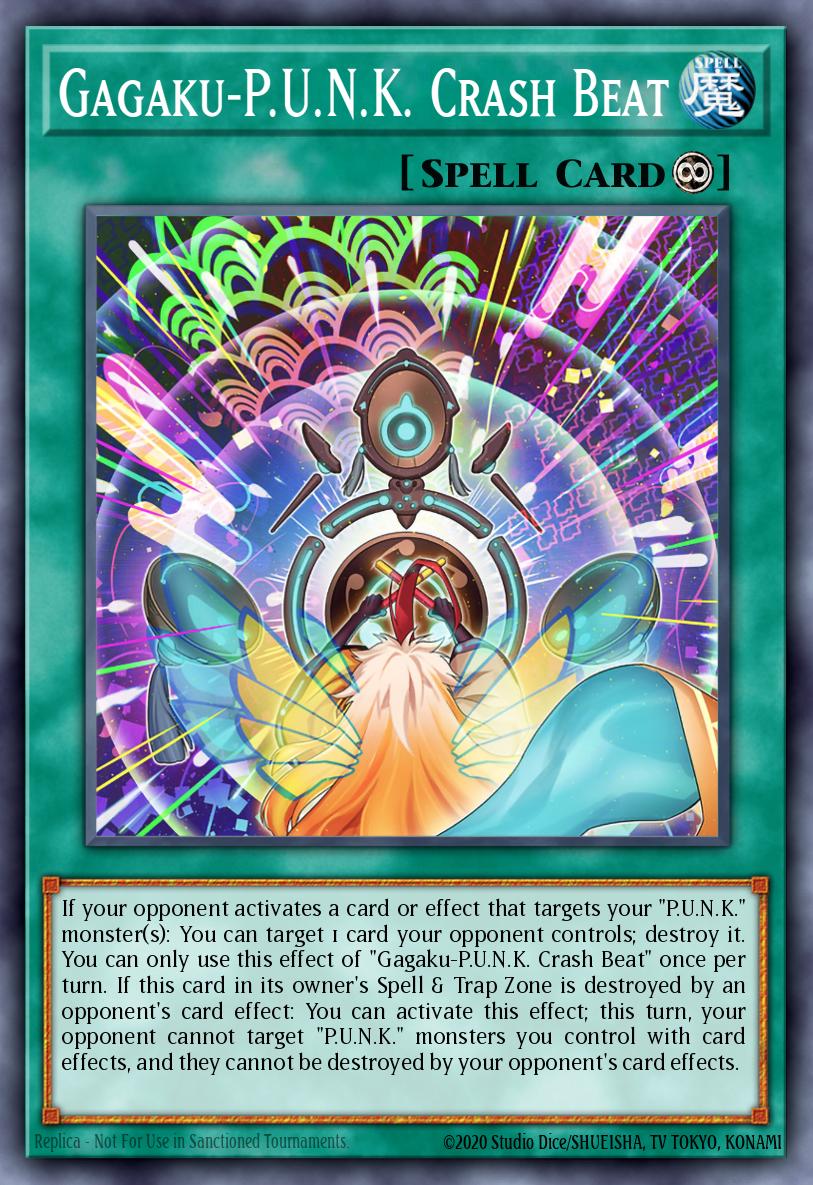 Gagaku-P.U.N.K. Crash Beat
SPELL
魔
[Spell Card]
If your opponent activates a card or effect that targets your "P.U.N.K."
monster(s): You can target 1 card your opponent controls; destroy it.
You can only use this effect of "Gagaku-P.U.N.K. Crash Beat" once per
turn. If this card in its owner's Spell & Trap Zone is destroyed by an
opponent's card effect: You can activate this effect; this turn, your
opponent cannot target "P.U.N.K." monsters you control with card
effects, and they cannot be destroyed by your opponent's card effects.
Replica - Not For Use in Sanctioned Tournaments.
©2020 Studio Dice/SHUEISHA, TV TOKYO, KONAMI